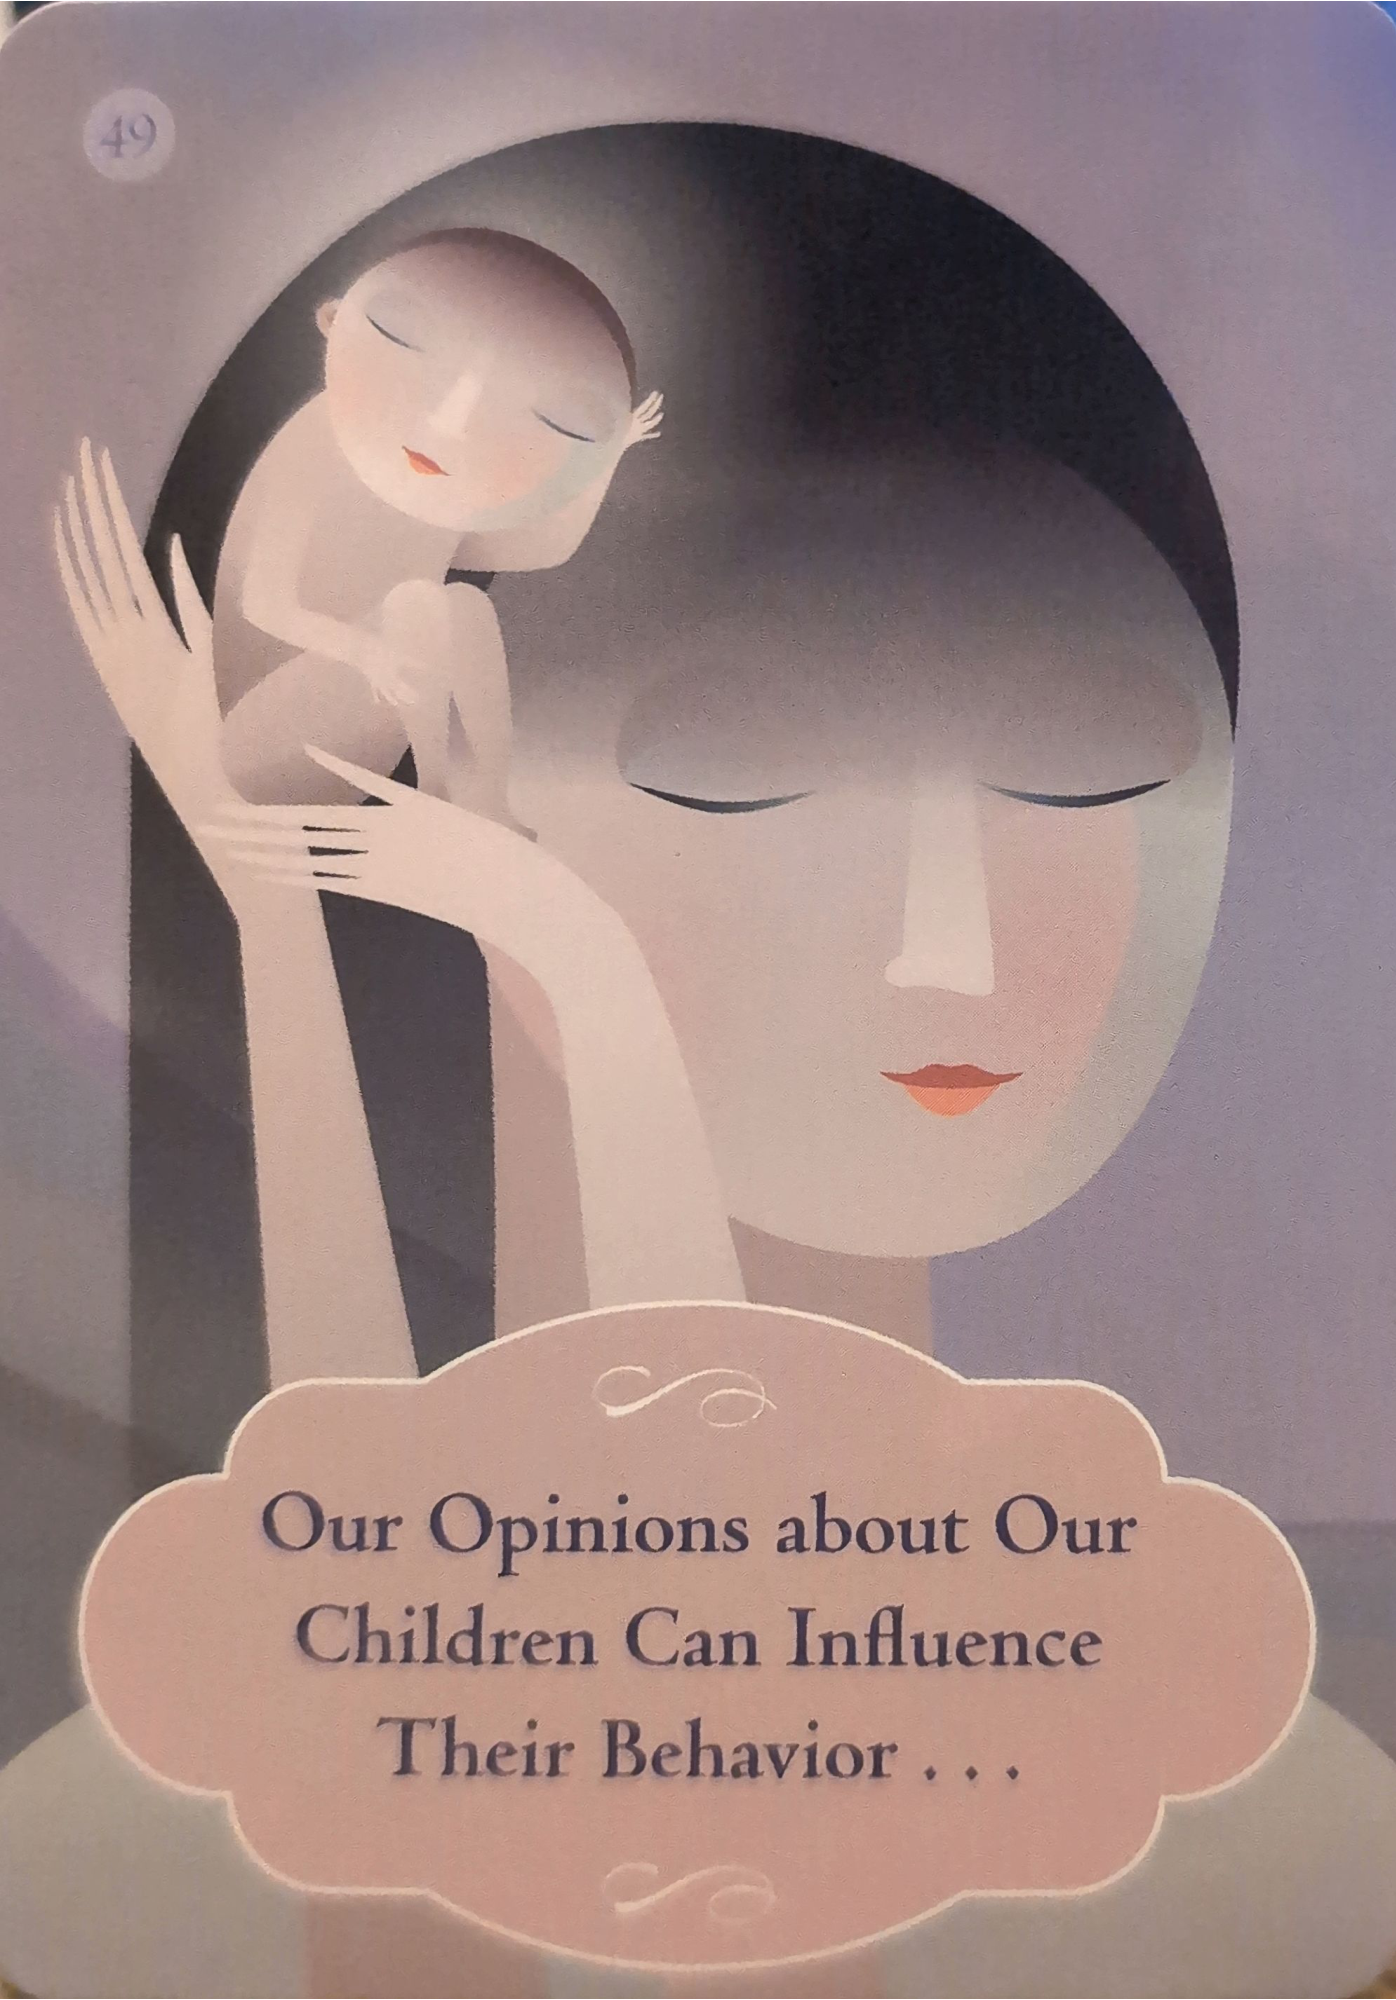 49
Our Opinions about Our
Children Can Influence
Their Behavior . . .